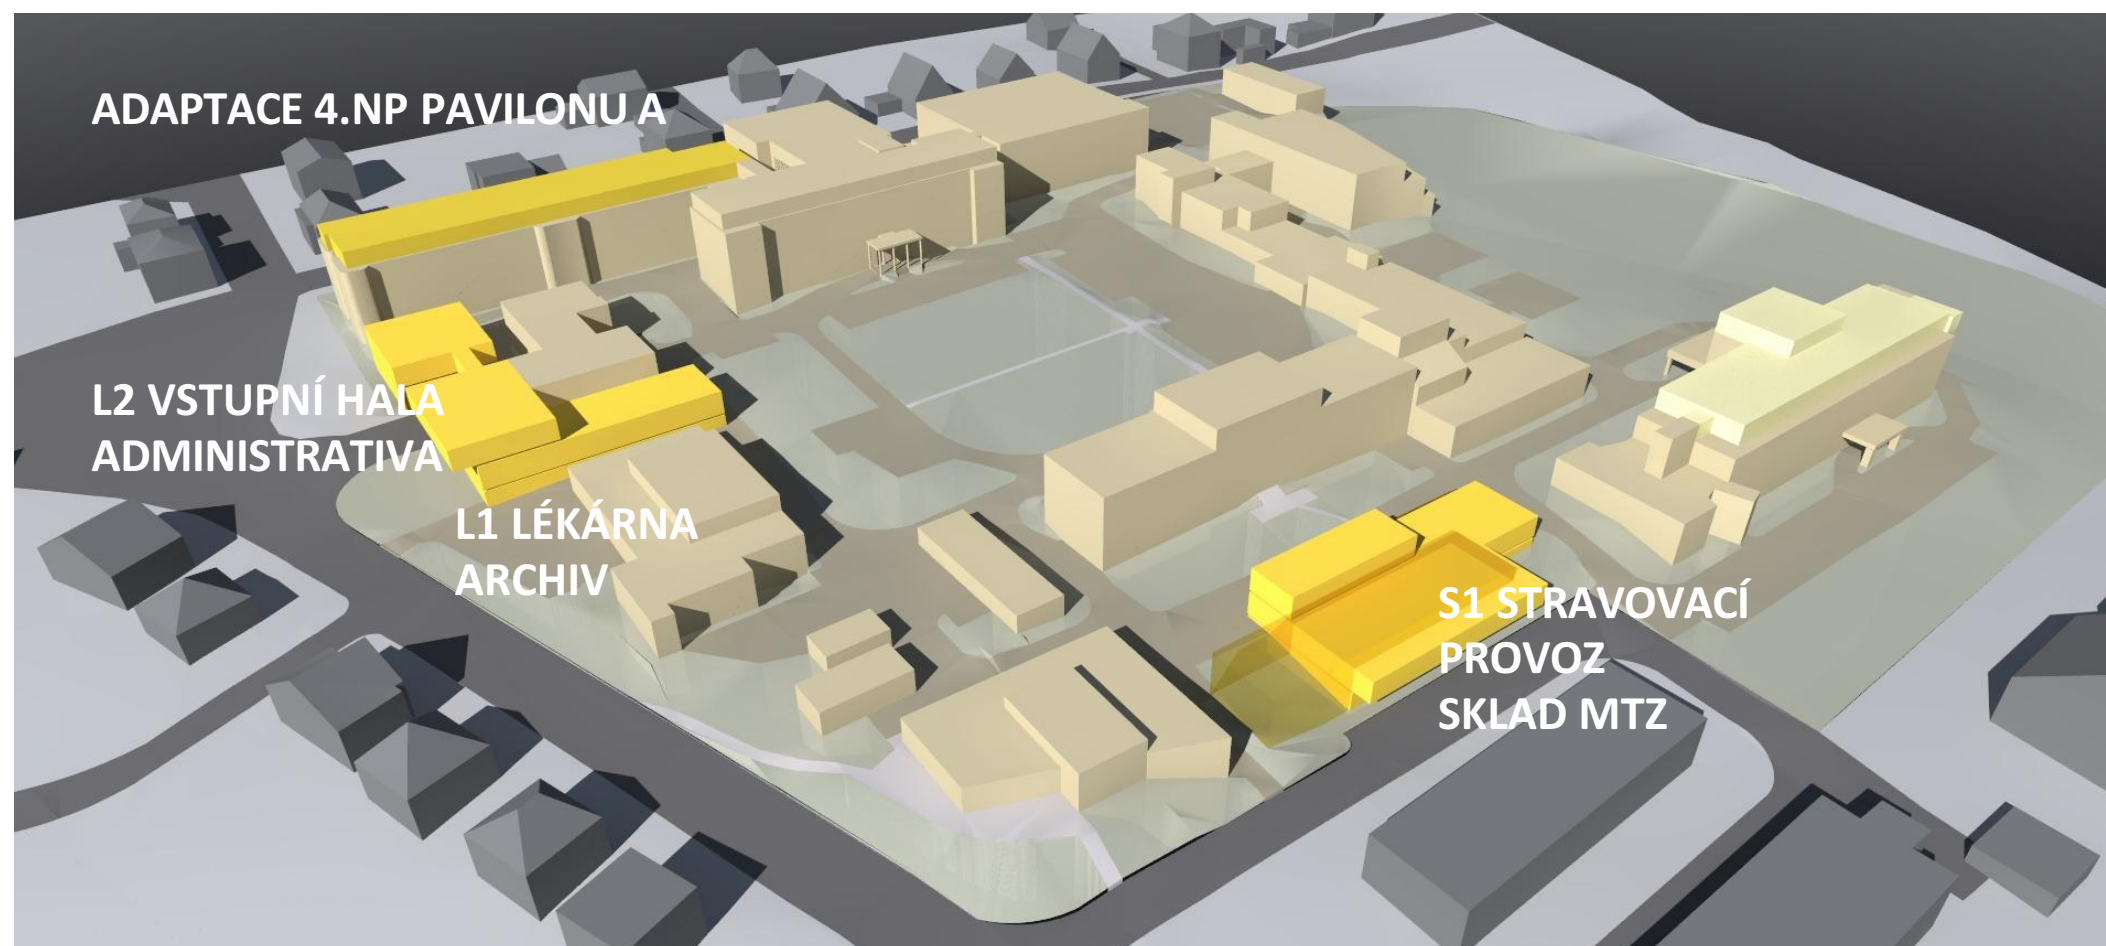 ADAPTACE 4.NP PAVILONU A
L2 VSTUPNÍ HALA
ADMINISTRATIVA
L1 LÉKÁRNA
ARCHIV
S1 STRAVOVACÍ
PROVOZ
SKLAD MTZ